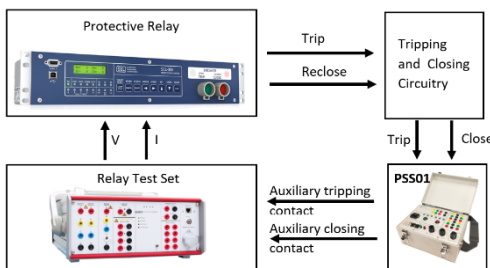 Protective Relay
Trip
Reclose
Tripping
and Closing
Circuitry
V
I
Trip
Close
Relay Test Set
Auxiliary tripping
contact
Auxiliary closing
contact
PSS01